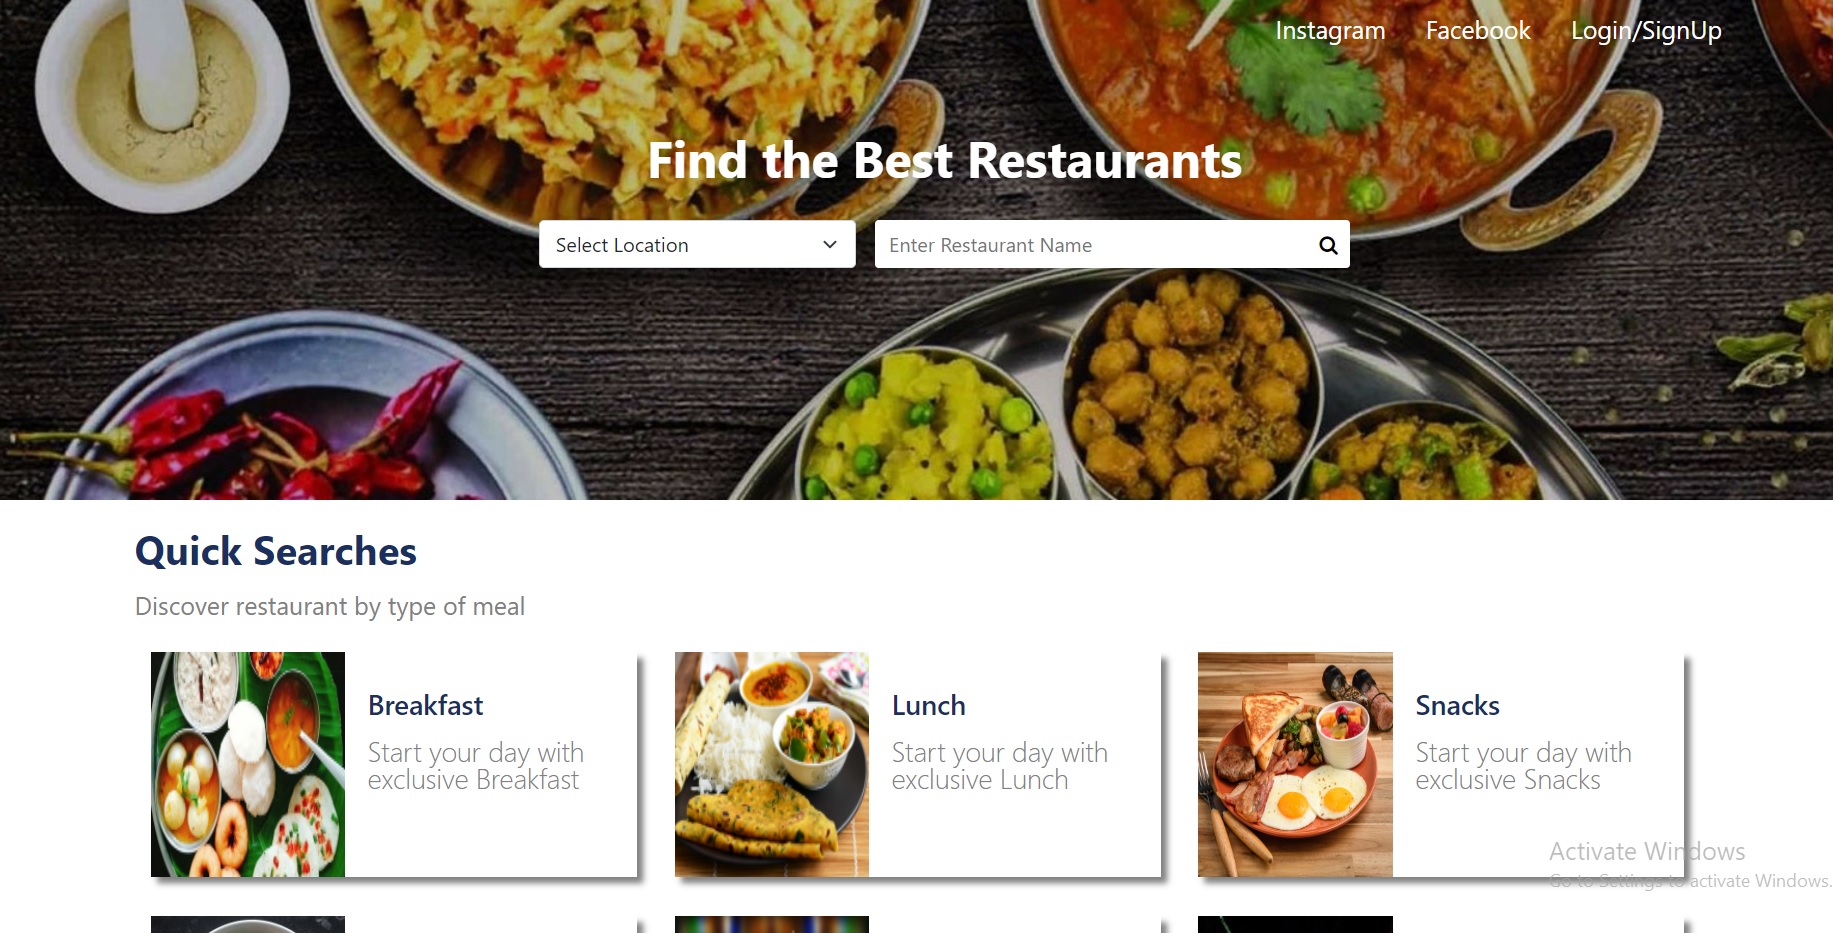 Instagram Facebook Login/SignUp
Find the Best Restaurants
Select Location
Enter Restaurant Name
Quick Searches
Discover restaurant by type of meal
Breakfast
Start your day with
exclusive Breakfast
Lunch
Start your day with
exclusive Lunch
Snacks
Start your day with
exclusive Snacks
Activate Windows
Go to Settings to activate Windows.